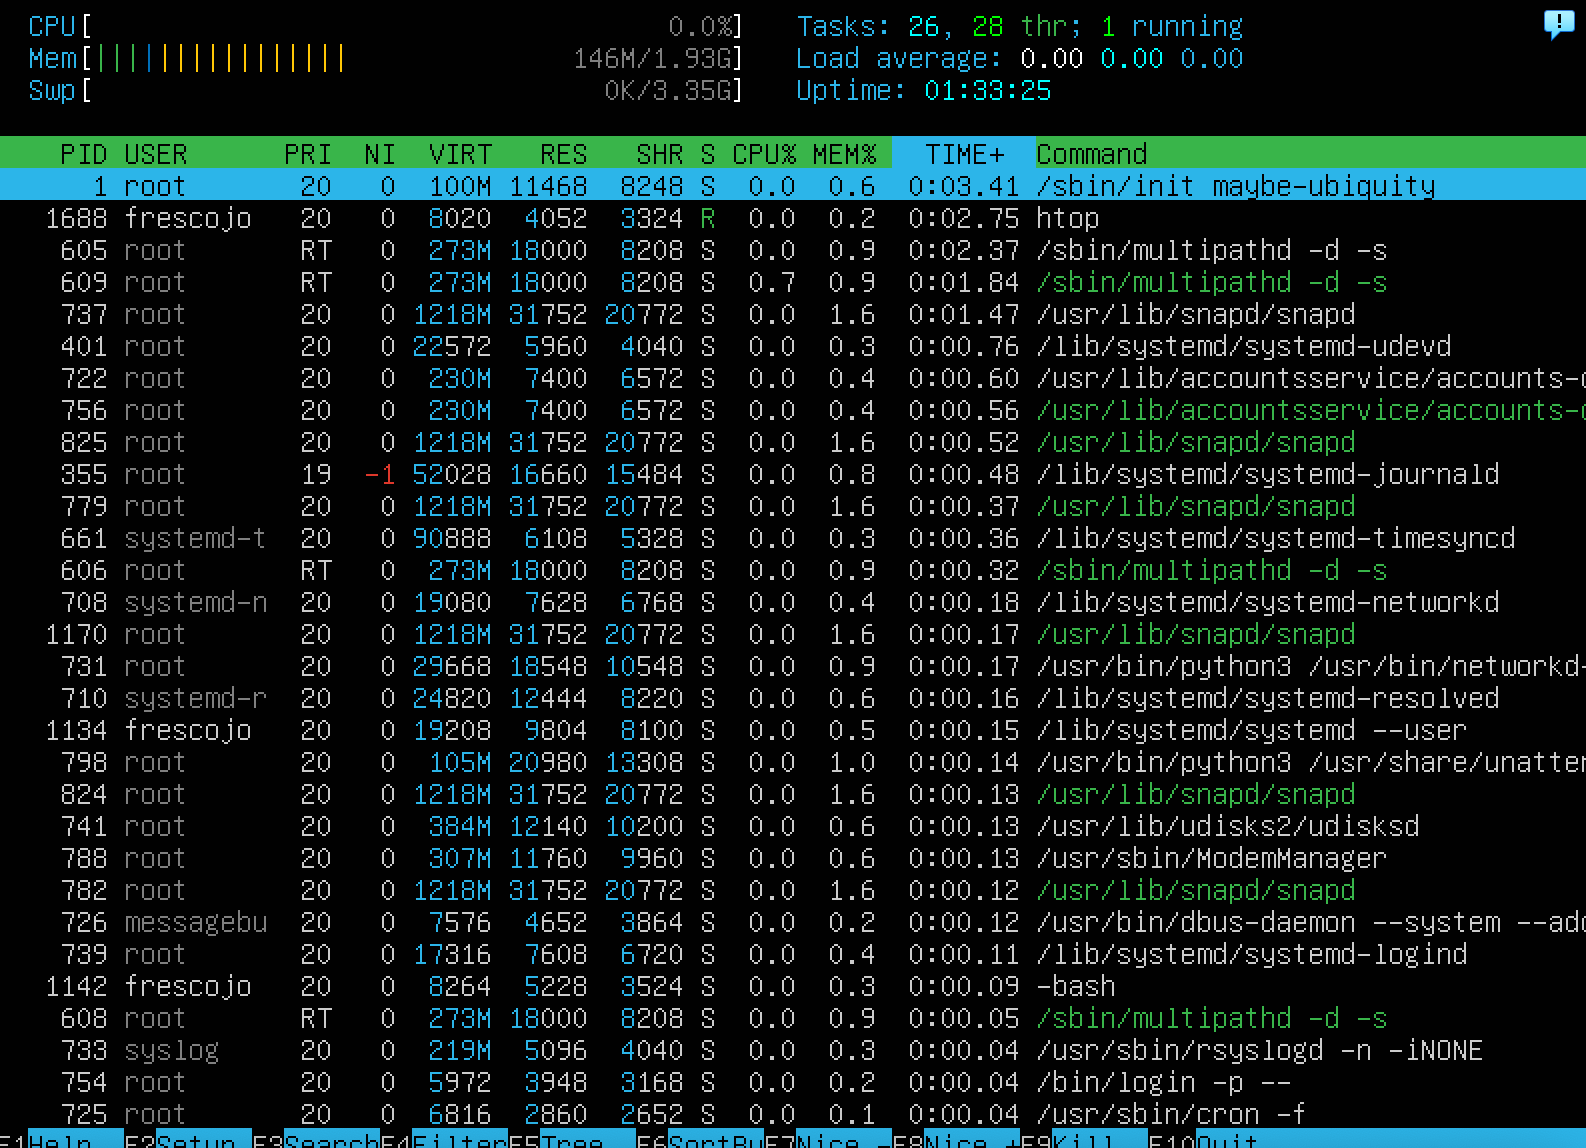 CPU[ 0.0%] Tasks: 26, 28 thr; 1 running
Mem[|||||||||||||||| 146M/1.93G] Load average: 0.00 0.00 0.00
Swp[ 0K/3.35G] Uptime: 01:33:25
PID USER PRI NI VIRT RES SHR S CPU% MEM% TIME+ Command
1 root 20 0 100M 11468 8248 S 0.0 0.6 0:03.41 /sbin/init maybe-ubiquity
1688 frescojo 20 0 8020 4052 3324 R 0.0 0.2 0:02.75 htop
605 root RT 0 273M 18000 8208 S 0.0 0.9 0:02.37 /sbin/multipathd -d -s
609 root RT 0 273M 18000 8208 S 0.7 0.9 0:01.84 /sbin/multipathd -d -s
737 root 20 0 1218M 31752 20772 S 0.0 1.6 0:01.47 /usr/lib/snapd/snapd
401 root 20 0 22572 5960 4040 S 0.0 0.3 0:00.76 /lib/systemd/systemd-udevd
722 root 20 0 230M 7400 6572 S 0.0 0.4 0:00.60 /usr/lib/accountsservice/accounts-d
756 root 20 0 230M 7400 6572 S 0.0 0.4 0:00.56 /usr/lib/accountsservice/accounts-d
825 root 20 0 1218M 31752 20772 S 0.0 1.6 0:00.52 /usr/lib/snapd/snapd
355 root 19 -1 52028 16660 15484 S 0.0 0.8 0:00.48 /lib/systemd/systemd-journald
779 root 20 0 1218M 31752 20772 S 0.0 1.6 0:00.37 /usr/lib/snapd/snapd
661 systemd-t 20 0 90888 6108 5328 S 0.0 0.3 0:00.36 /lib/systemd/systemd-timesyncd
606 root RT 0 273M 18000 8208 S 0.0 0.9 0:00.32 /sbin/multipathd -d -s
708 systemd-n 20 0 19080 7628 6768 S 0.0 0.4 0:00.18 /lib/systemd/systemd-networkd
1170 root 20 0 1218M 31752 20772 S 0.0 1.6 0:00.17 /usr/lib/snapd/snapd
731 root 20 0 29668 18548 10548 S 0.0 0.9 0:00.17 /usr/bin/python3 /usr/bin/networkd-
710 systemd-r 20 0 24820 12444 8220 S 0.0 0.6 0:00.16 /lib/systemd/systemd-resolved
1134 frescojo 20 0 19208 9804 8100 S 0.0 0.5 0:00.15 /lib/systemd/systemd --user
798 root 20 0 105M 20980 13308 S 0.0 1.0 0:00.14 /usr/bin/python3 /usr/share/unatten
824 root 20 0 1218M 31752 20772 S 0.0 1.6 0:00.13 /usr/lib/snapd/snapd
741 root 20 0 384M 12140 10200 S 0.0 0.6 0:00.13 /usr/lib/udisks2/udisksd
788 root 20 0 307M 11760 9960 S 0.0 0.6 0:00.13 /usr/sbin/ModemManager
782 root 20 0 1218M 31752 20772 S 0.0 1.6 0:00.12 /usr/lib/snapd/snapd
726 messagebu 20 0 7576 4652 3864 S 0.0 0.2 0:00.12 /usr/bin/dbus-daemon --system --add
739 root 20 0 17316 7608 6720 S 0.0 0.4 0:00.11 /lib/systemd/systemd-logind
1142 frescojo 20 0 8264 5228 3524 S 0.0 0.3 0:00.09 -bash
608 root RT 0 273M 18000 8208 S 0.0 0.9 0:00.05 /sbin/multipathd -d -s
733 syslog 20 0 219M 5096 4040 S 0.0 0.3 0:00.04 /usr/sbin/rsyslogd -n -iNONE
754 root 20 0 5972 3948 3168 S 0.0 0.2 0:00.04 /bin/login -p --
725 root 20 0 6816 2860 2652 S 0.0 0.1 0:00.04 /usr/sbin/cron -f
F1Help F2Setup F3SearchF4FilterF5Tree F6SortByF7Nice -F8Nice +F9Kill F10Quit